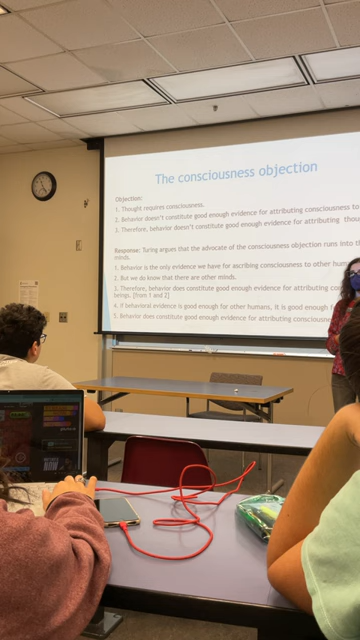 The consciousness objection
Objection:
1. Thought requires consciousness.
2. Behavior doesn't constitute good enough evidence for attributing consciousness to
3. Therefore, behavior doesn't constitute good enough evidence for attributing thou
Response: Turing argues that the advocate of the consciousness objection runs into th
minds.
1. Behavior is the only evidence we have for ascribing consciousness to other hum
2. But we do know that there are other minds.
3. Therefore, behavior does constitute good enough evidence for attributing con
beings. [from 1 and 2]
4. If behavioral evidence is good enough for other humans, it is good enough
5. Behavior does constitute good enough evidence for attributing consciousne
NOW